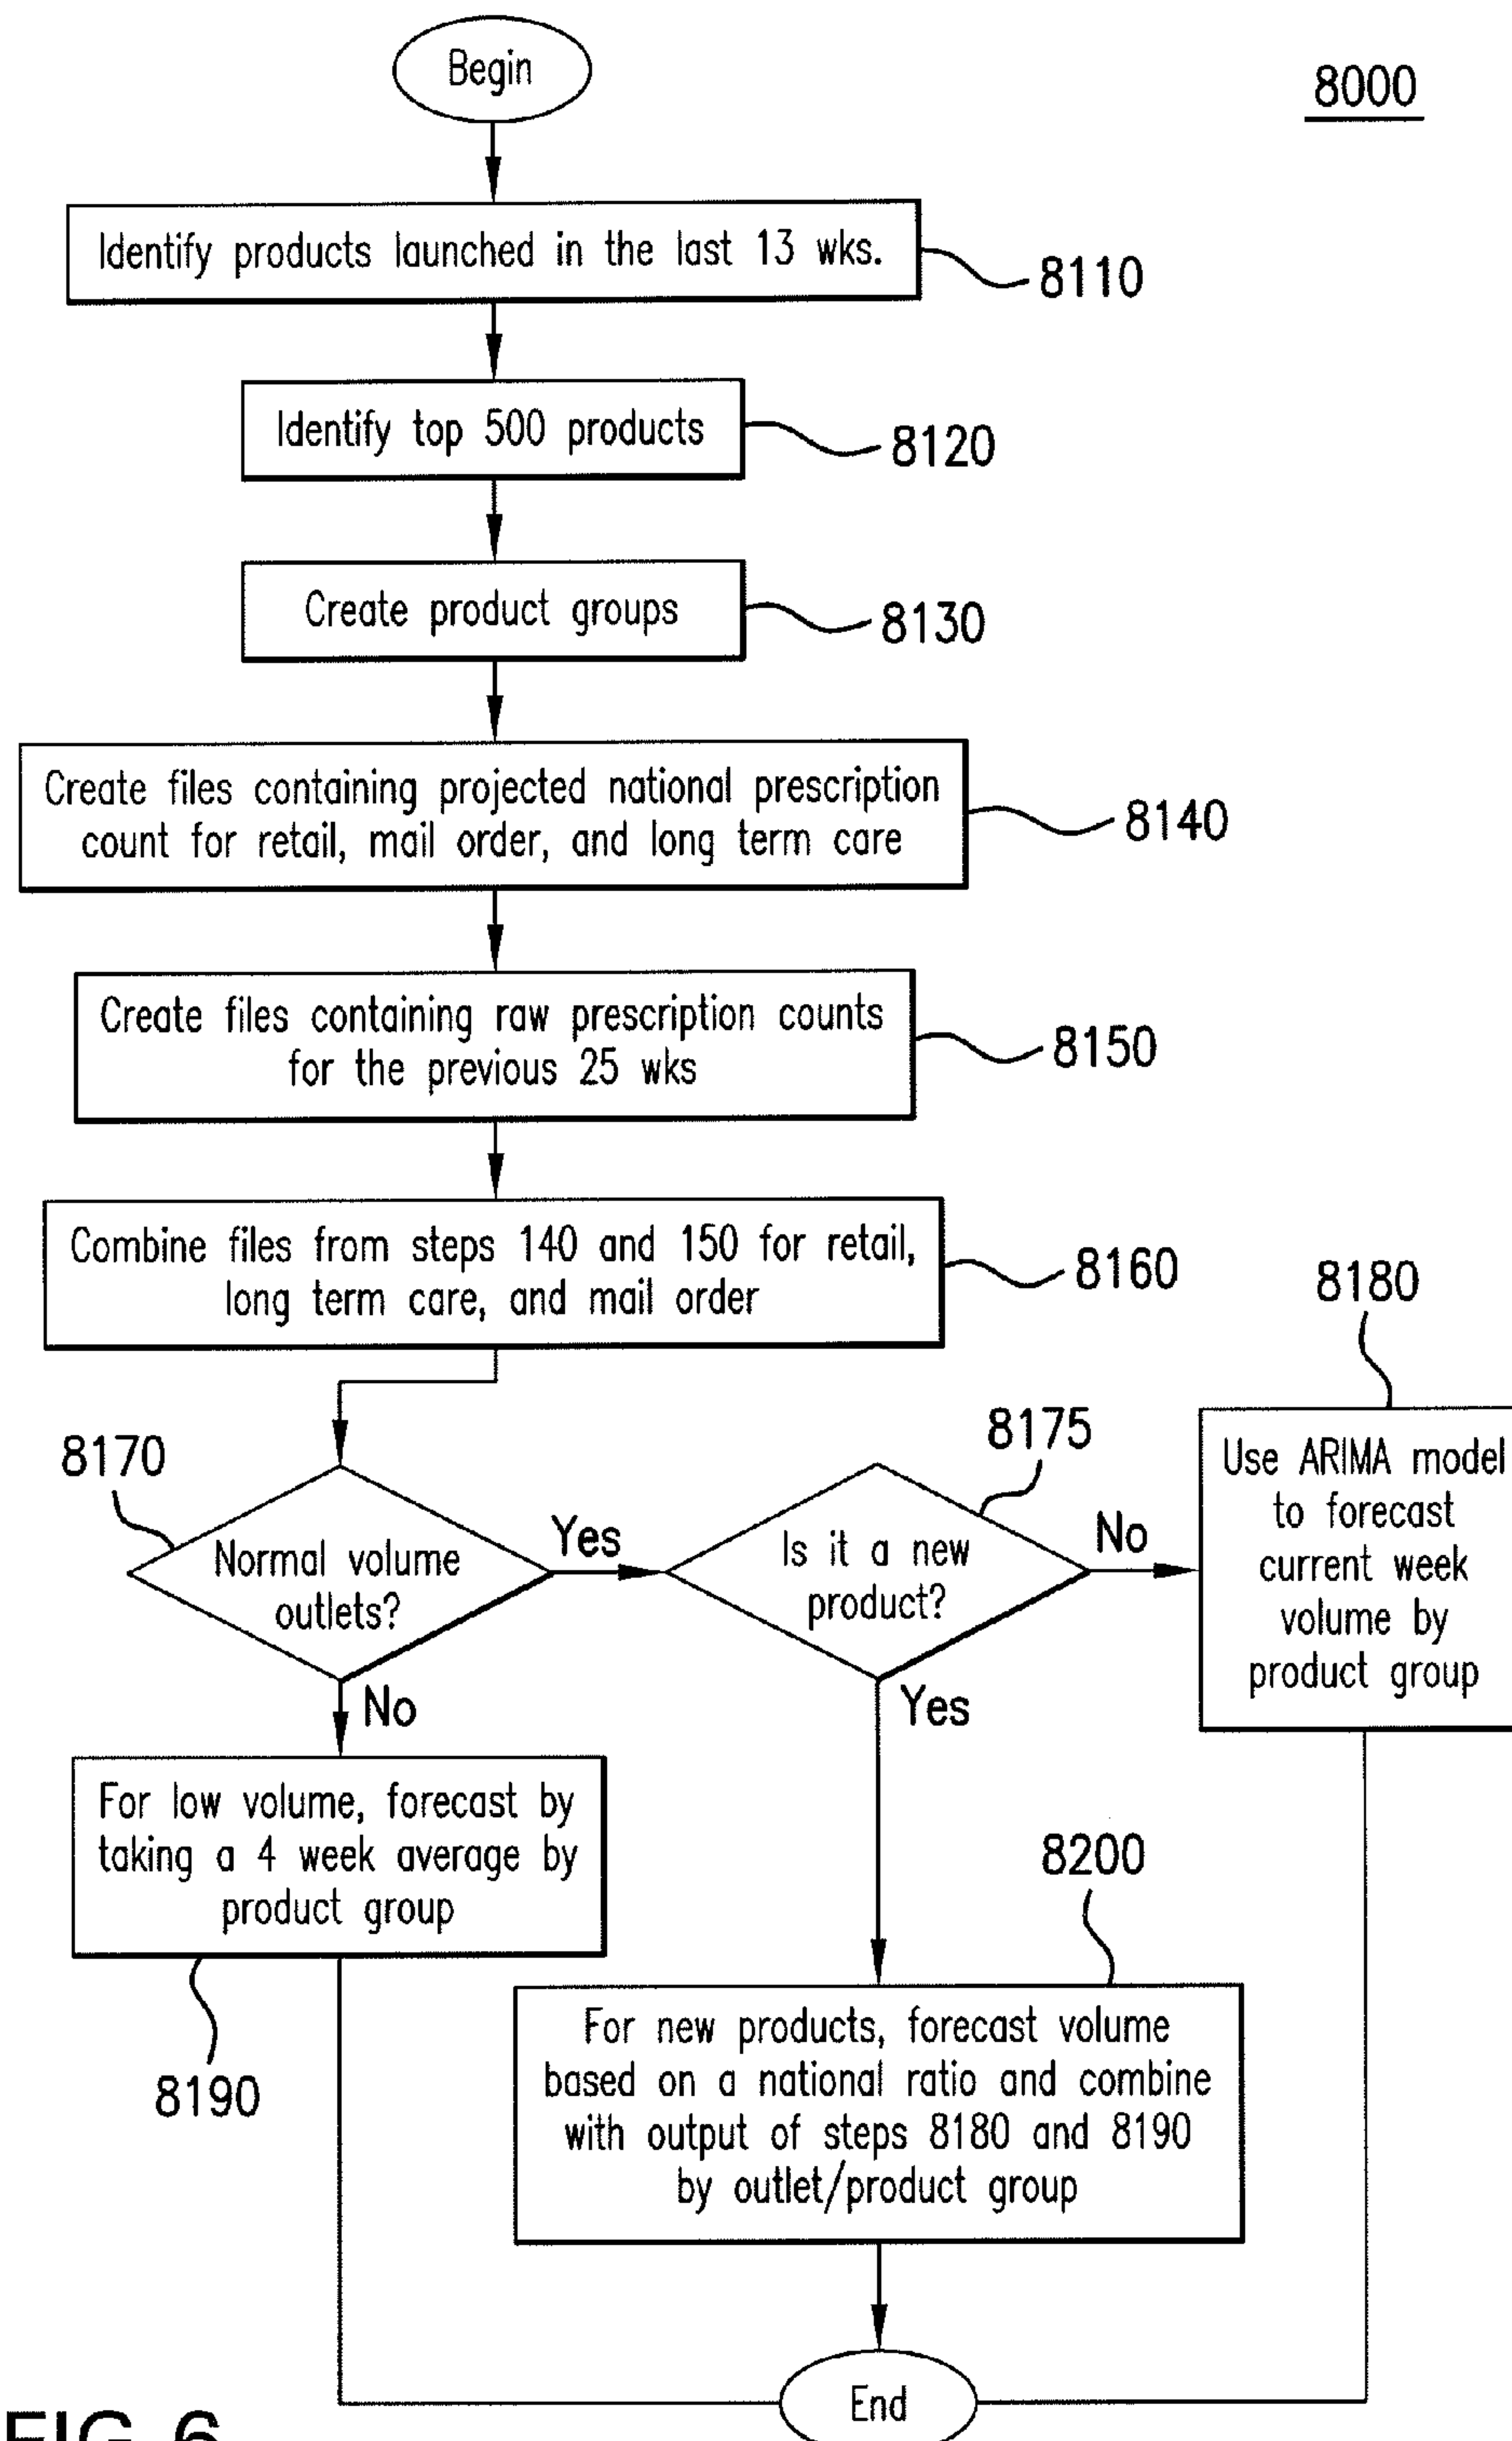 Begin
8000
Identify products launched in the last 13 wks.
8110
Identify top 500 products
8120
Create product groups
8130
Create files containing projected national prescription
count for retail, mail order, and long term care
8140
Create files containing raw prescription counts
for the previous 25 wks
8150
Combine files from steps 140 and 150 for retail,
long term care, and mail order
8160
8170
Normal volume
outlets?
Yes
No
8175
Is it a new
product?
No
Yes
8180
Use ARIMA model
to forecast
current week
volume by
product group
For low volume, forecast by
taking a 4 week average by
product group
8190
8200
For new products, forecast volume
based on a national ratio and combine
with output of steps 8180 and 8190
by outlet/product group
End
FIG. 6